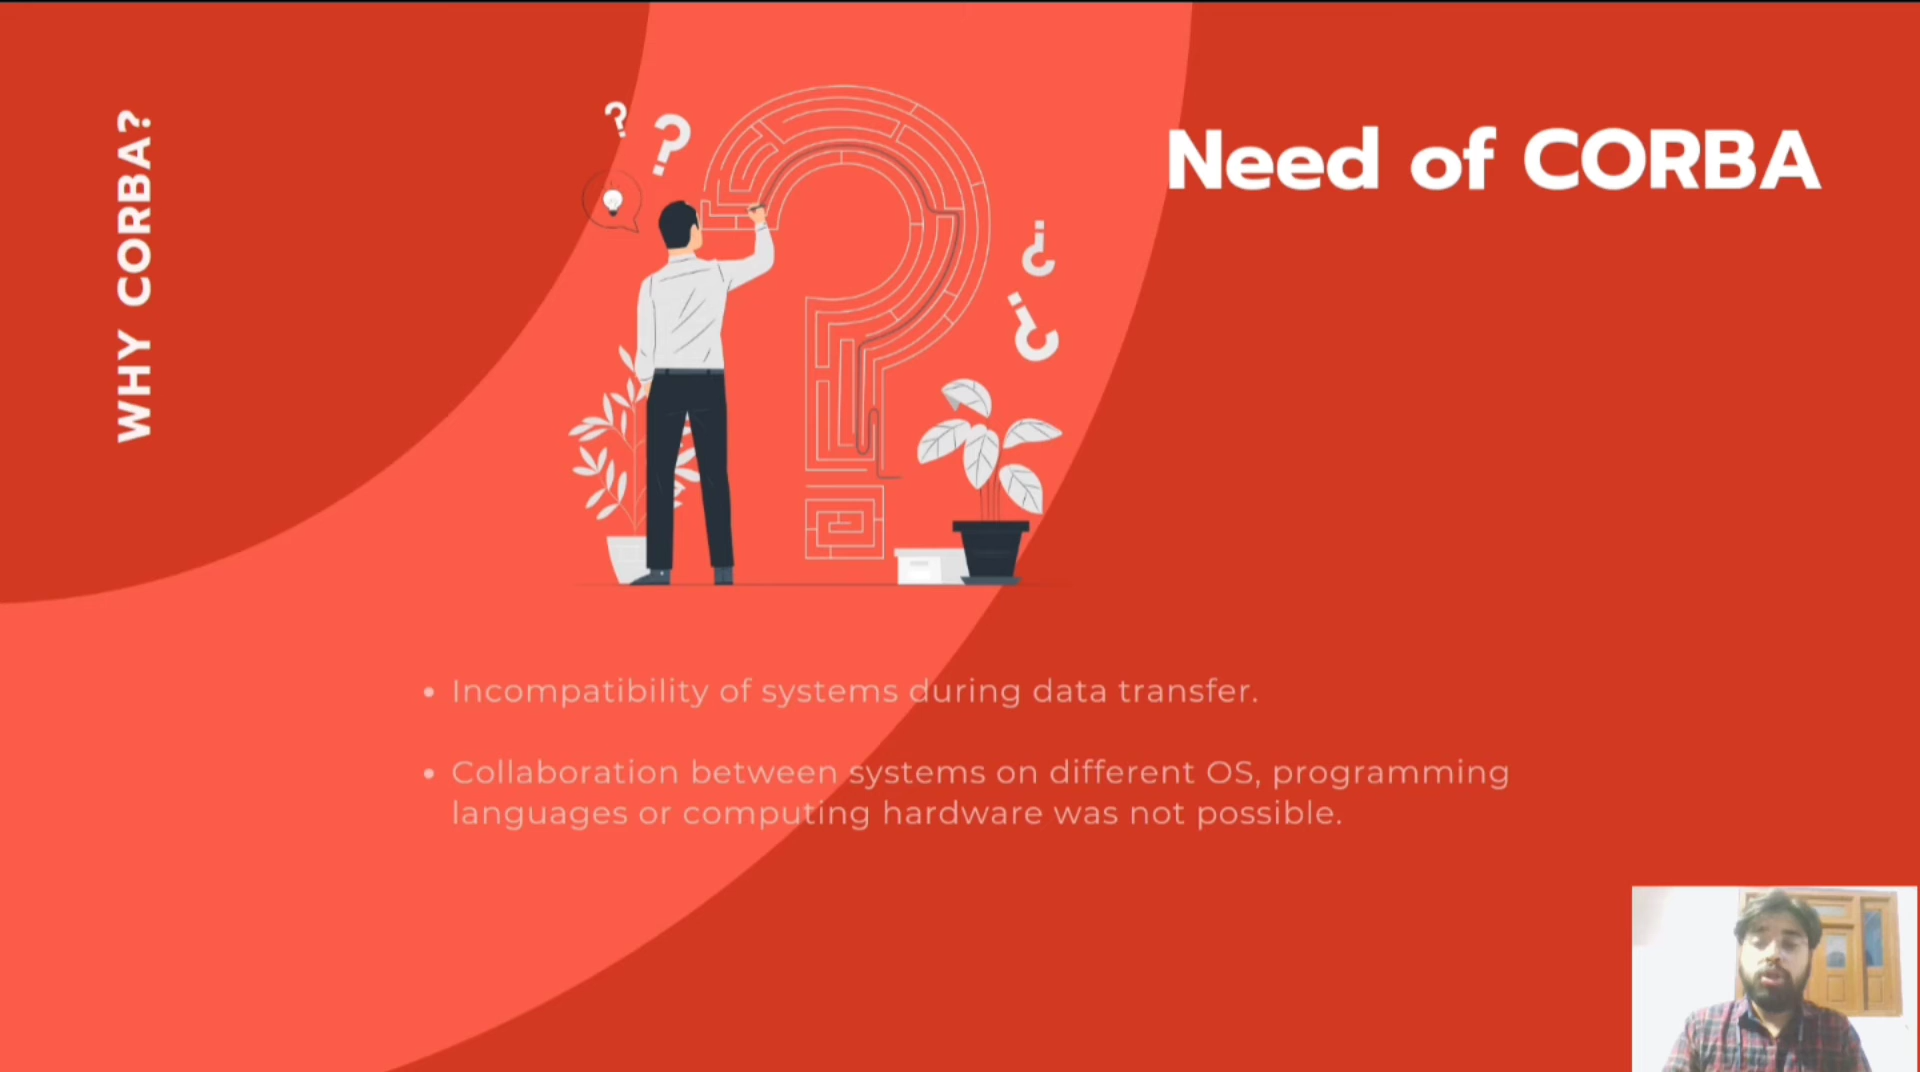 WHY CORBA?
Need of CORBA
• Incompatibility of systems during data transfer.
• Collaboration between systems on different OS, programming
languages or computing hardware was not possible.